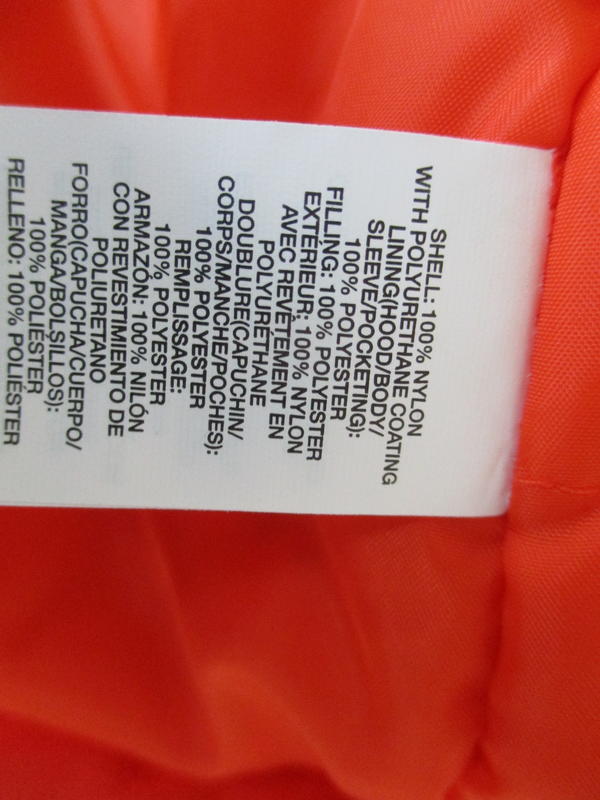 SHELL: 100% NYLON
WITH POLYURETHANE COATING
LINING(HOOD/BODY/
SLEEVE/POCKETING):
100% POLYESTER
FILLING: 100% POLYESTER
EXTÉRIEUR: 100% NYLON
AVEC REVÊTEMENT EN
POLYURÉTHANE
DOUBLURE(CAPUCHIN/
CORPS/MANCHE/POCHES):
100% POLYESTER
REMPLISSAGE:
100% POLYESTER
ARMAZÓN: 100% NILÓN
CON REVESTIMIENTO DE
POLIURETANO
FORRO(CAPUCHA/CUERPO/
MANGA/BOLSILLOS):
100% POLIÉSTER
RELLENO: 100% POLIÉSTER